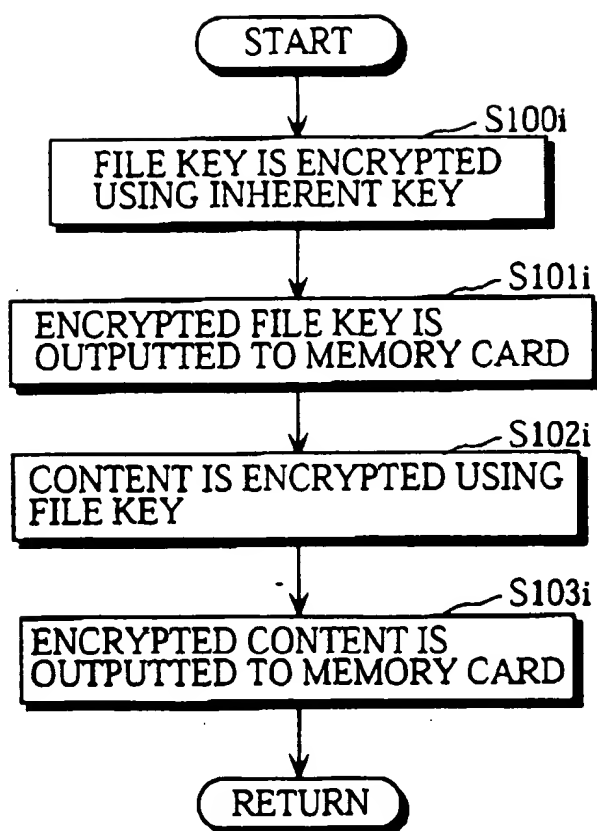 START
S100i
FILE KEY IS ENCRYPTED
USING INHERENT KEY
S101i
ENCRYPTED FILE KEY IS
OUTPUTTED TO MEMORY CARD
S102i
CONTENT IS ENCRYPTED USING
FILE KEY
S103i
ENCRYPTED CONTENT IS
OUTPUTTED TO MEMORY CARD
RETURN